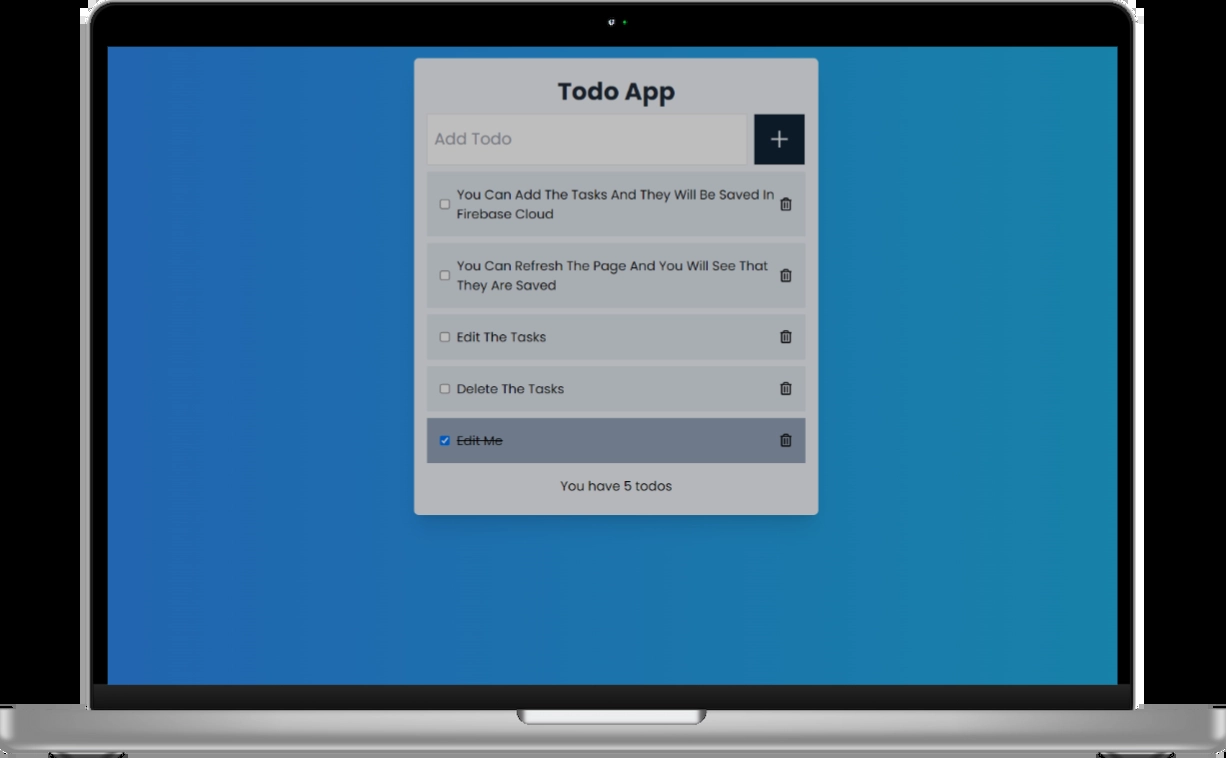 Todo App
Add Todo
You Can Add The Tasks And They Will Be Saved In
Firebase Cloud
You Can Refresh The Page And You Will See That
They Are Saved
Edit The Tasks
Delete The Tasks
Edit Me
You have 5 todos